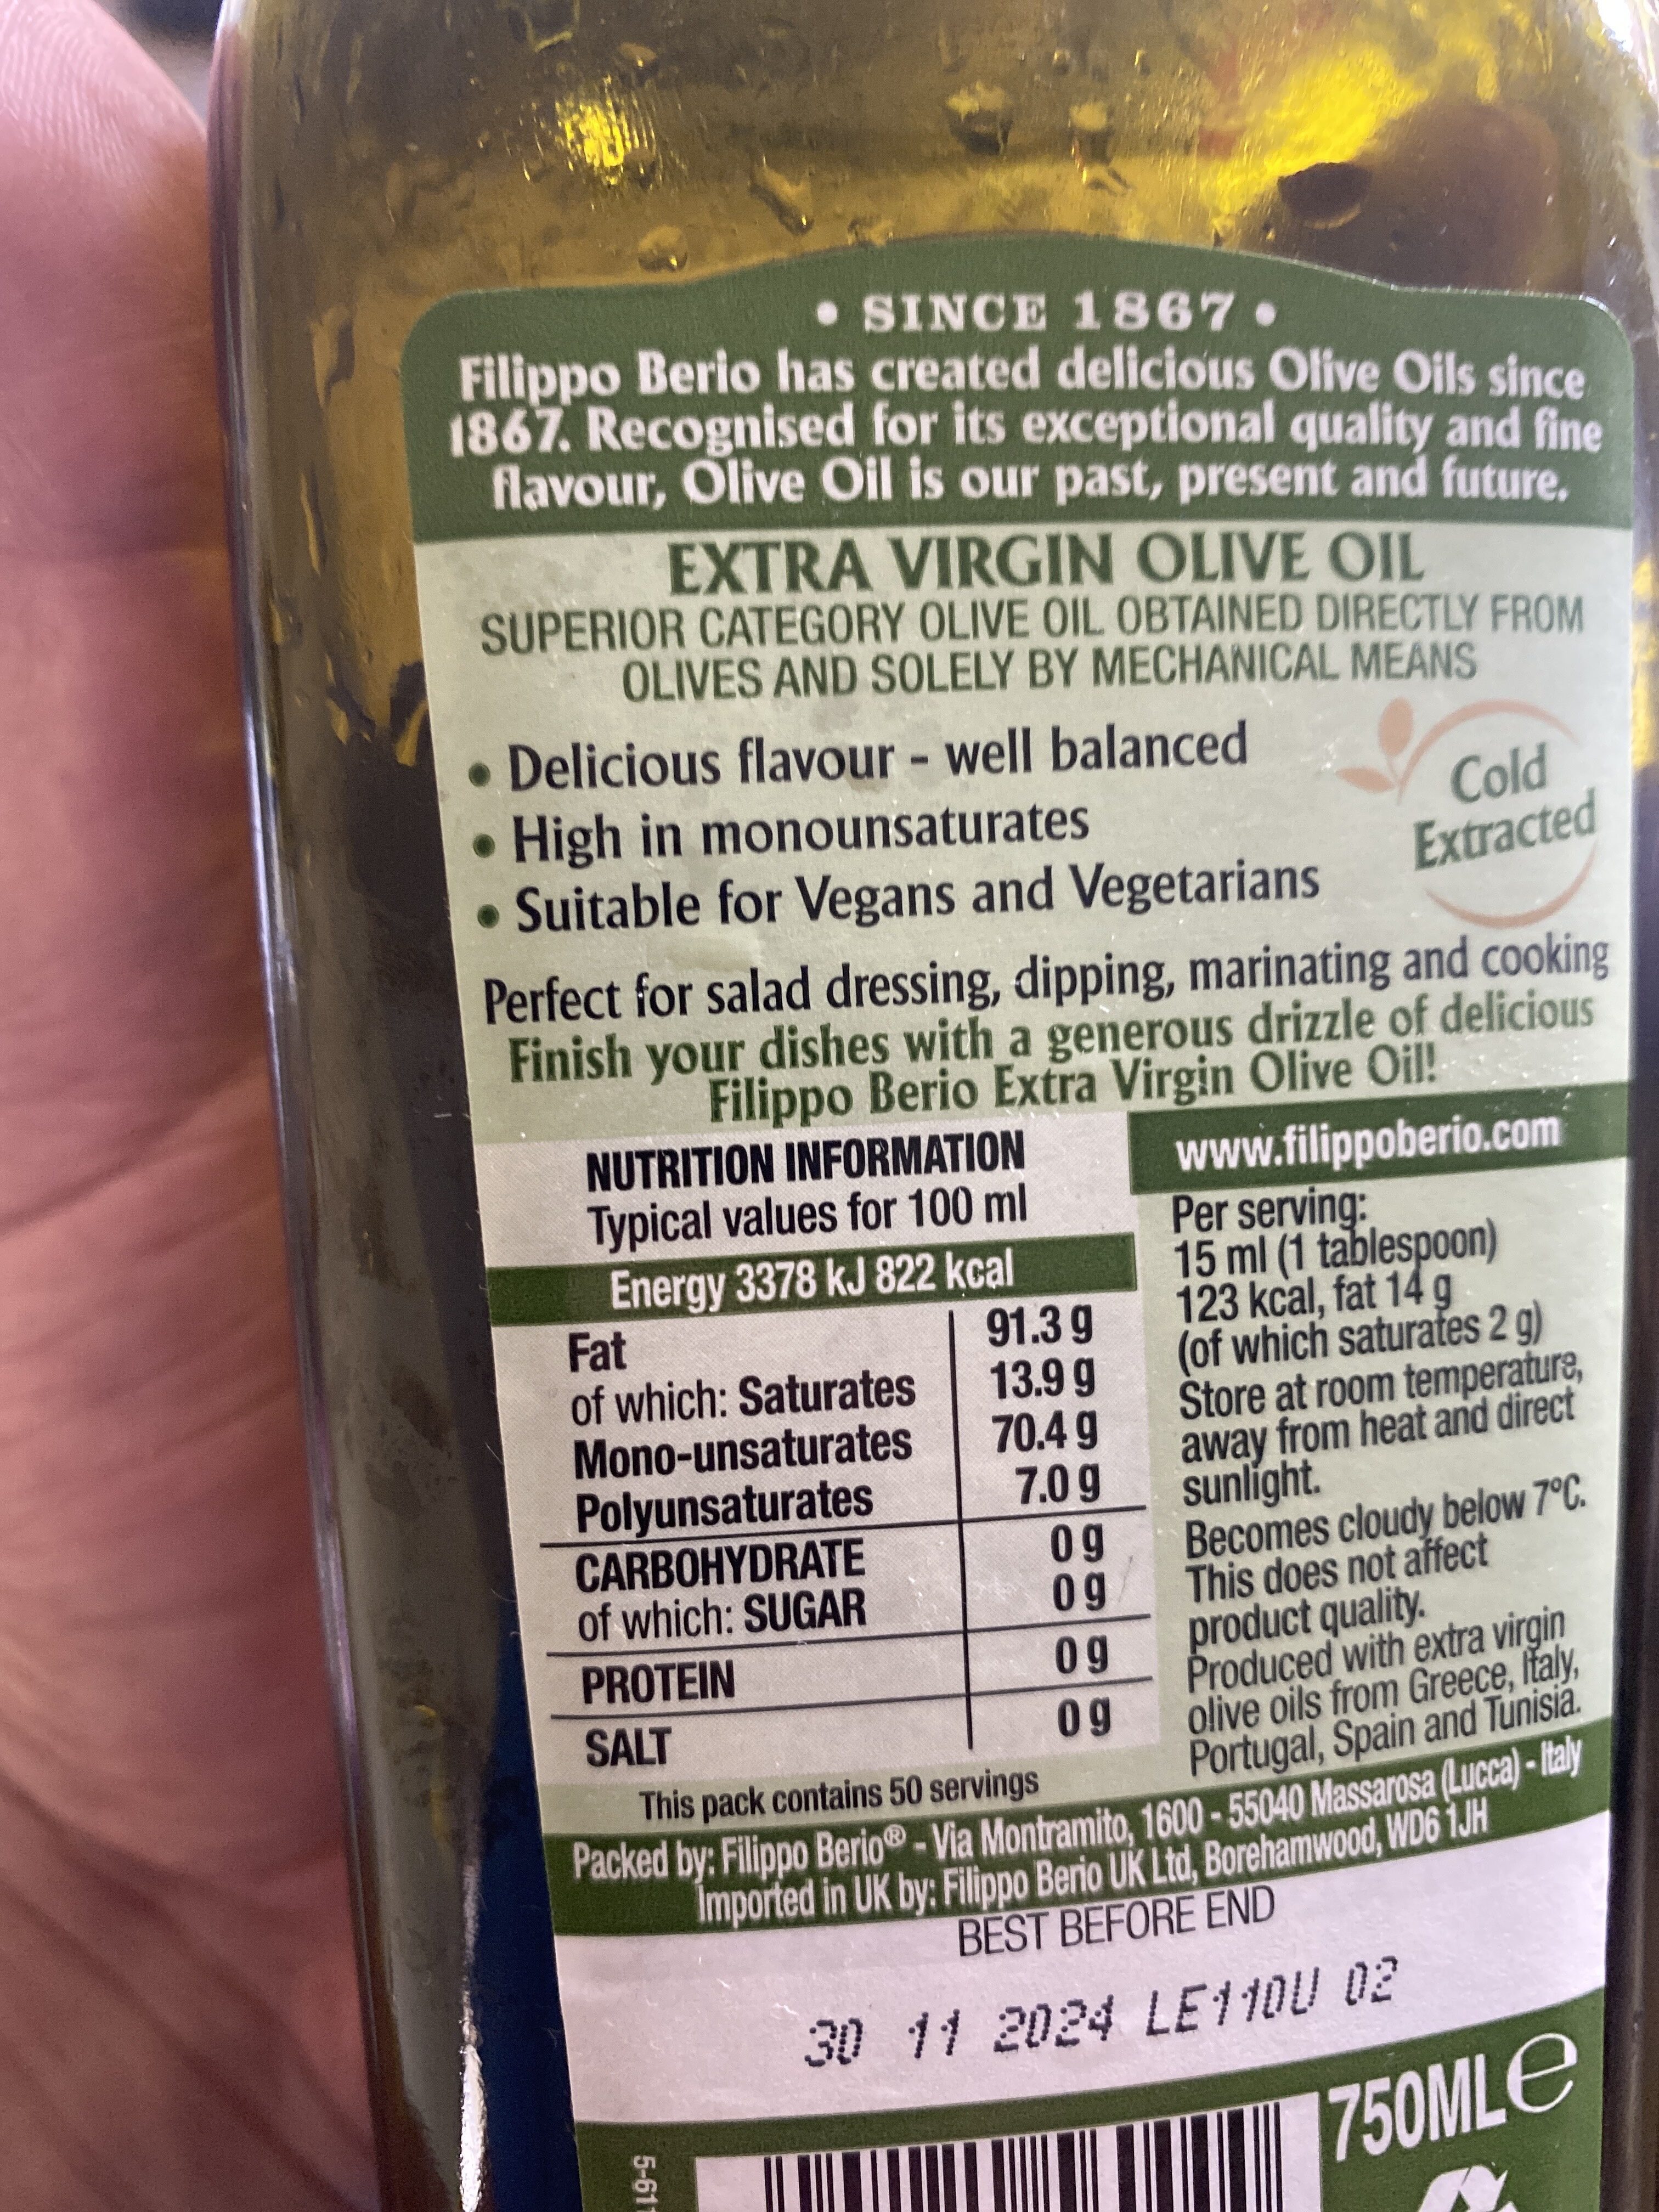 • SINCE 1867 •
Filippo Berio has created delicious Olive Oils since
1867. Recognised for its exceptional quality and fine
flavour, Olive Oil is our past, present and future.
EXTRA VIRGIN OLIVE OIL
SUPERIOR CATEGORY OLIVE OIL OBTAINED DIRECTLY FROM
OLIVES AND SOLELY BY MECHANICAL MEANS
• Delicious flavour - well balanced
• High in monounsaturates
• Suitable for Vegans and Vegetarians
Cold
Extracted
Perfect for salad dressing, dipping, marinating and cooking
Finish your dishes with a generous drizzle of delicious
Filippo Berio Extra Virgin Olive Oil!
NUTRITION INFORMATION
Typical values for 100 ml
Energy 3378 kJ 822 kcal
Fat 91.3 g
of which: Saturates 13.9 g
Mono-unsaturates 70.4 g
Polyunsaturates 7.0 g
CARBOHYDRATE 0 g
of which: SUGAR 0 g
PROTEIN 0 g
SALT 0 g
This pack contains 50 servings
www.filippoberio.com
Per serving:
15 ml (1 tablespoon)
123 kcal, fat 14 g
(of which saturates 2 g)
Store at room temperature,
away from heat and direct
sunlight.
Becomes cloudy below 7°C.
This does not affect
product quality.
Produced with extra virgin
olive oils from Greece, Italy,
Portugal, Spain and Tunisia.
Packed by: Filippo Berio® - Via Montramito, 1600 - 55040 Massarosa (Lucca) - Italy
Imported in UK by: Filippo Berio UK Ltd, Borehamwood, WD6 1JH
BEST BEFORE END
30 11 2024 LE110U 02
750ML e